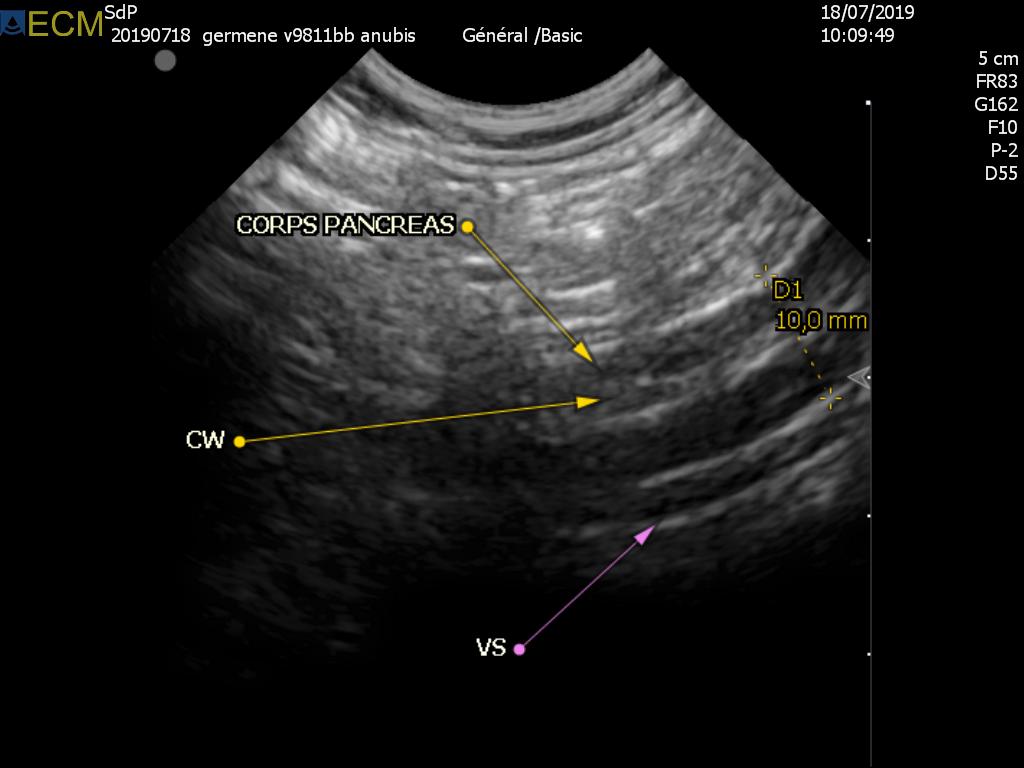 ECM
SdP
20190718 germene v9811bb anubis
Général /Basic
18/07/2019
10:09:49
5 cm
FR83
G162
F10
P-2
D55
CORPS PANCREAS
D1
10,0 mm
CW
VS